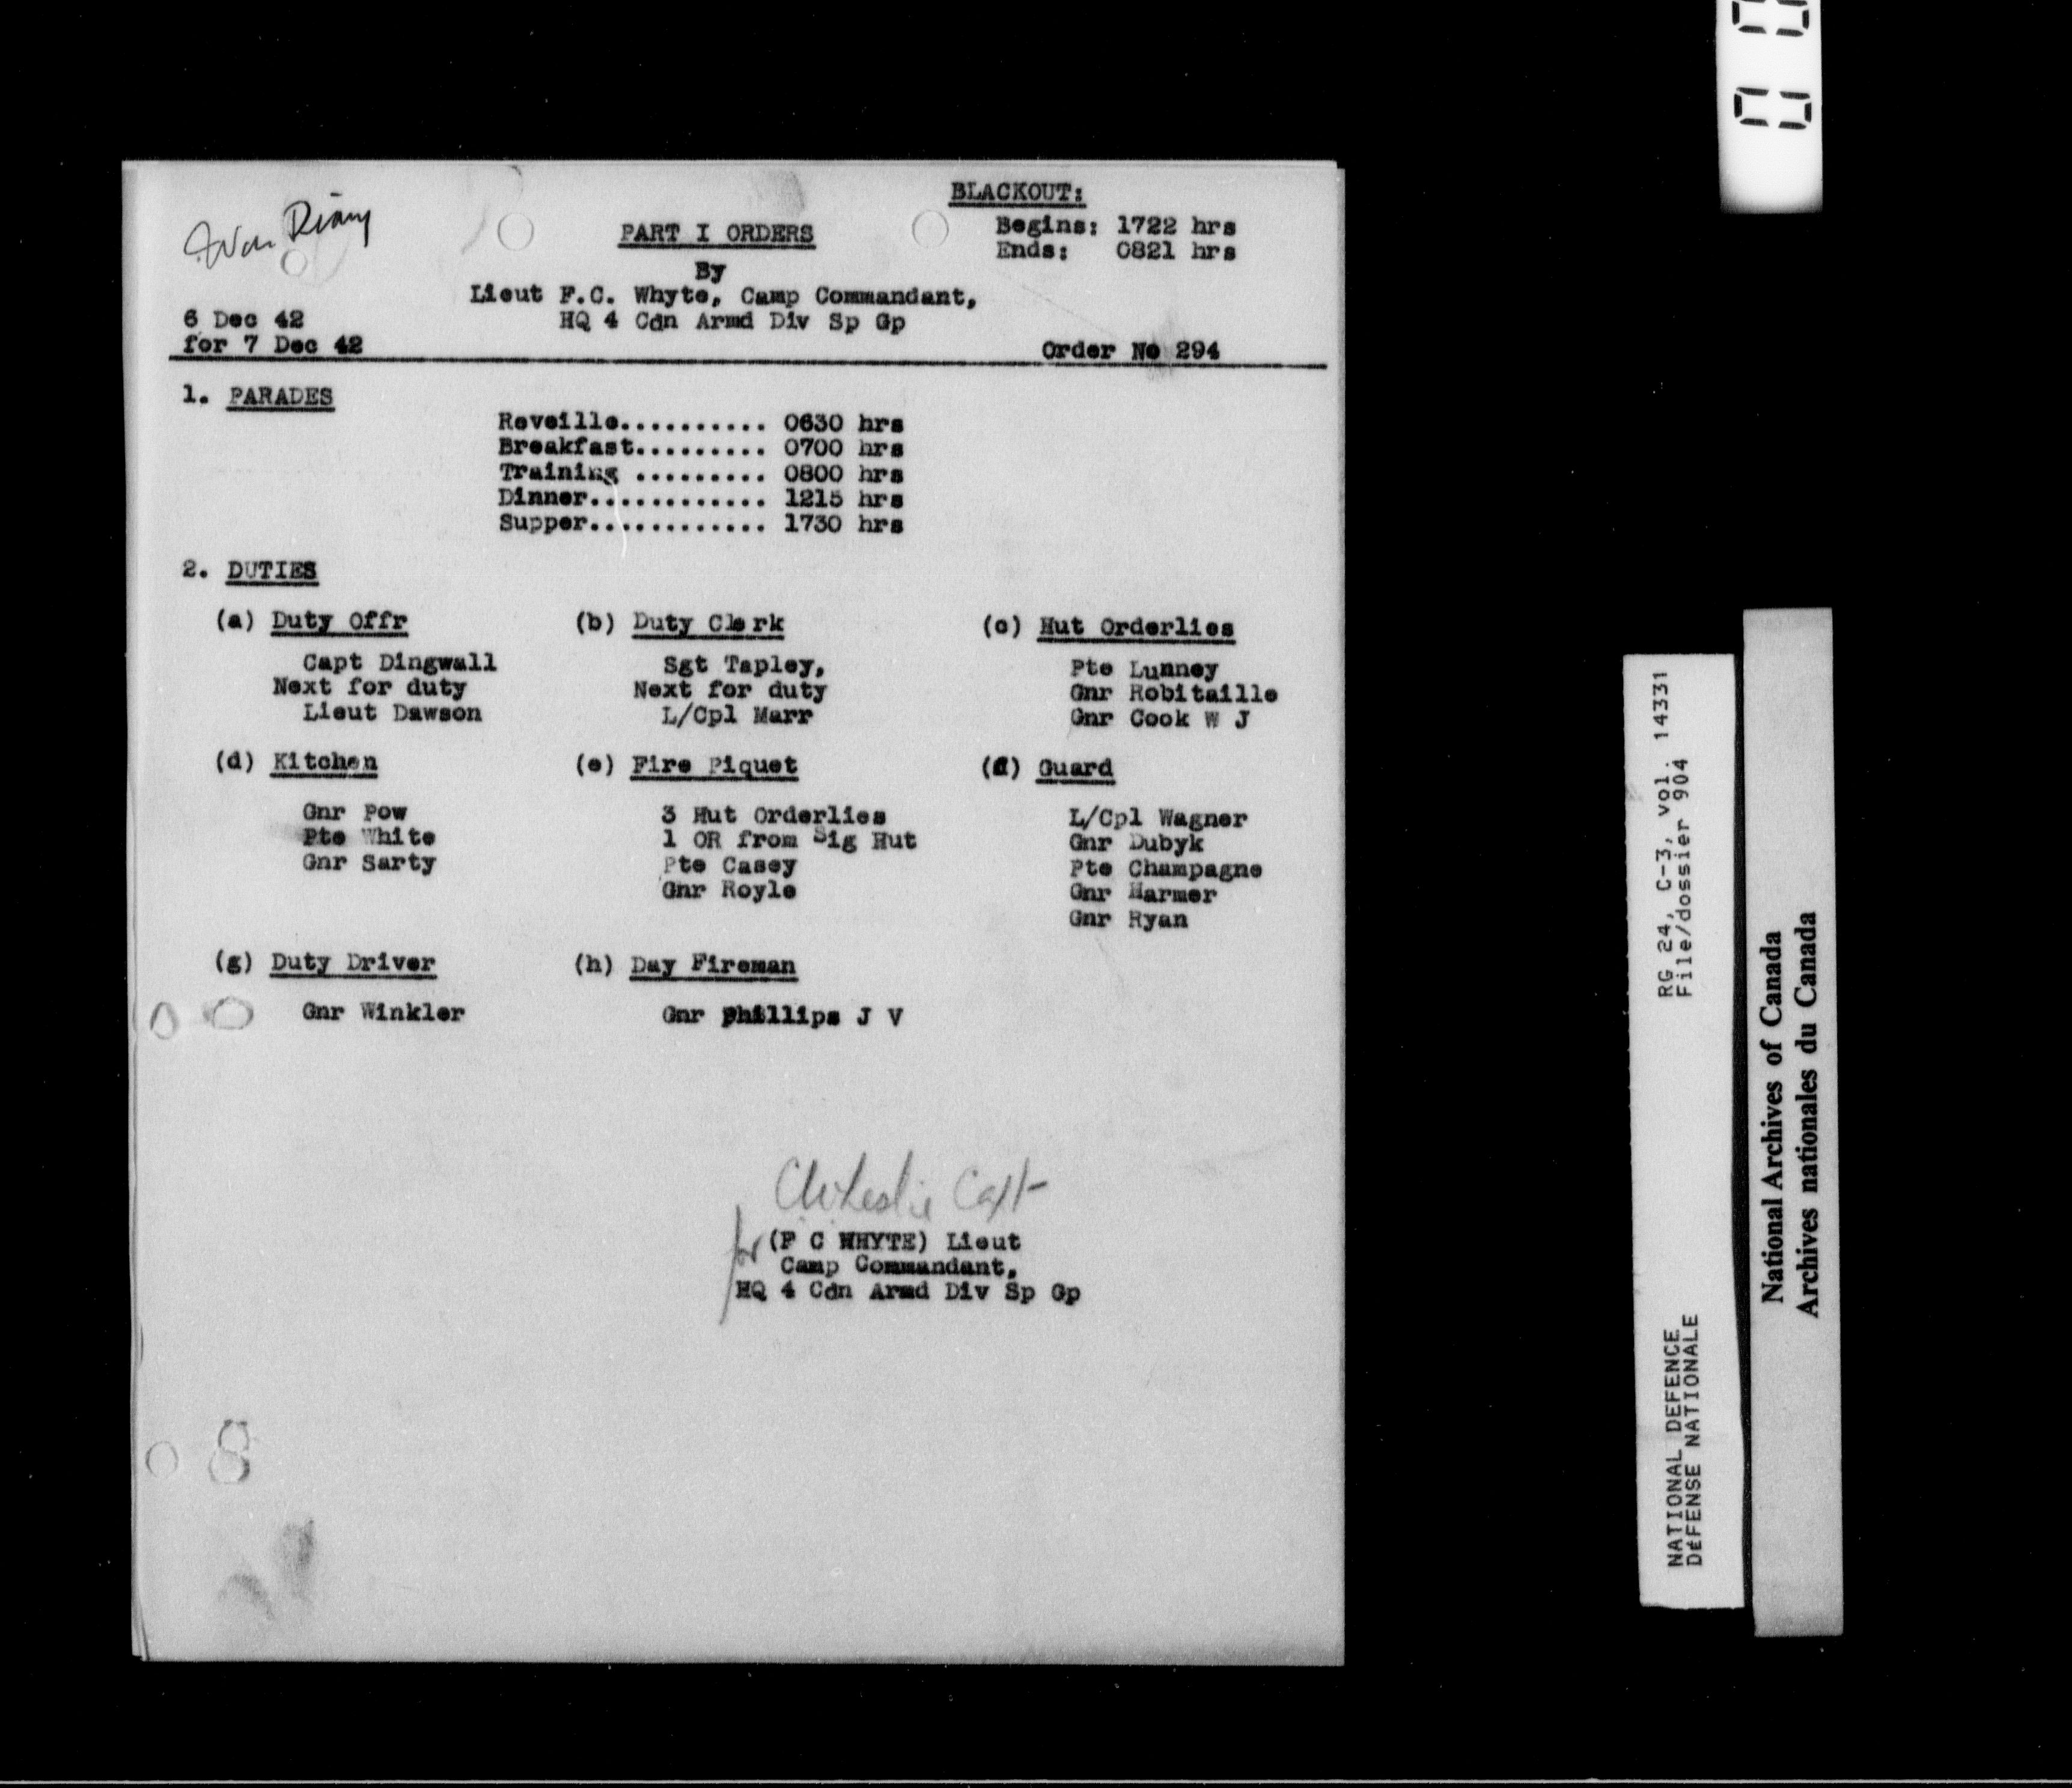 War Diary
BLACKOUT:
Begins: 1722 hrs
Ends: 0821 hrs
PART I ORDERS
By
Lieut F.C. Whyte, Camp Commandant,
HQ 4 Cdn Armd Div Sp Gp
6 Dec 42
for 7 Dec 42
Order No 294
1. PARADES
Reveille.......... 0630 hrs
Breakfast......... 0700 hrs
Training ......... 0800 hrs
Dinner............ 1215 hrs
Supper............ 1730 hrs
2. DUTIES
(a) Duty Offr
Capt Dingwall
Next for duty
Lieut Dawson
(b) Duty Clerk
Sgt Tapley,
Next for duty
L/Cpl Marr
(c) Hut Orderlies
Pte Lunney
Gnr Robitaille
Gnr Cook W J
(d) Kitchen
Gnr Pow
Pte White
Gnr Sarty
(e) Fire Piquet
3 Hut Orderlies
1 OR from Sig Hut
Pte Casey
Gnr Royle
(f) Guard
L/Cpl Wagner
Gnr Dubyk
Pte Champagne
Gnr Harmer
Gnr Ryan
(g) Duty Driver
Gnr Winkler
(h) Day Fireman
Gnr Phillips J V
Leslie Capt
for (F C WHYTE) Lieut
Camp Commandant,
HQ 4 Cdn Armd Div Sp Gp
RG 24, C-3, vol. 14331
File/dossier 904
NATIONAL DEFENCE
DÉFENSE NATIONALE
National Archives of Canada
Archives nationales du Canada